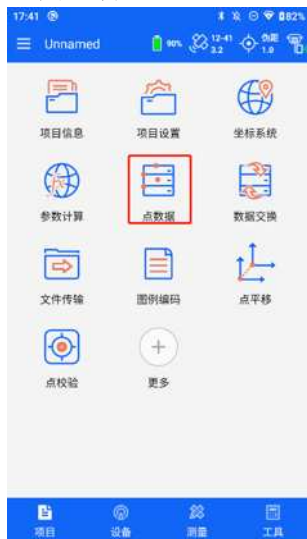 17:41 82%
Unnamed 90% 12-41 3.2 伪距 1.0
项目信息 项目设置 坐标系统
参数计算 点数据 数据交换
文件传输 图例编码 点平移
点校验 更多
项目 设备 测量 工具